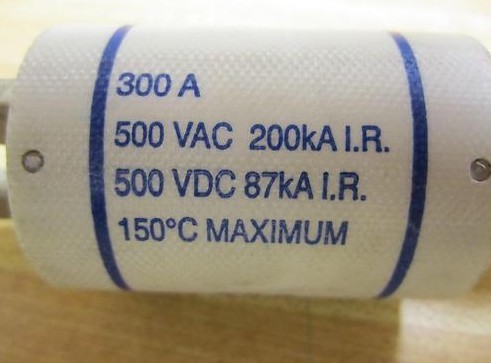 300 A
500 VAC 200kA I.R.
500 VDC 87kA I.R.
150°C MAXIMUM